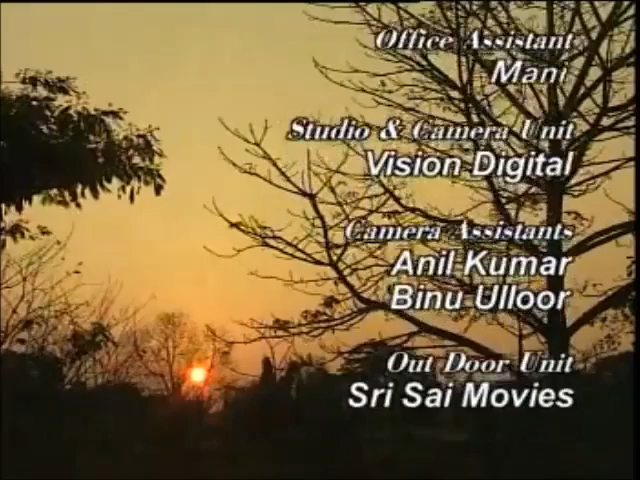 Office Assistant
Mani
Studio & Camera Unit
Vision Digital
Camera Assistants
Anil Kumar
Binu Ulloor
Out Door Unit
Sri Sai Movies